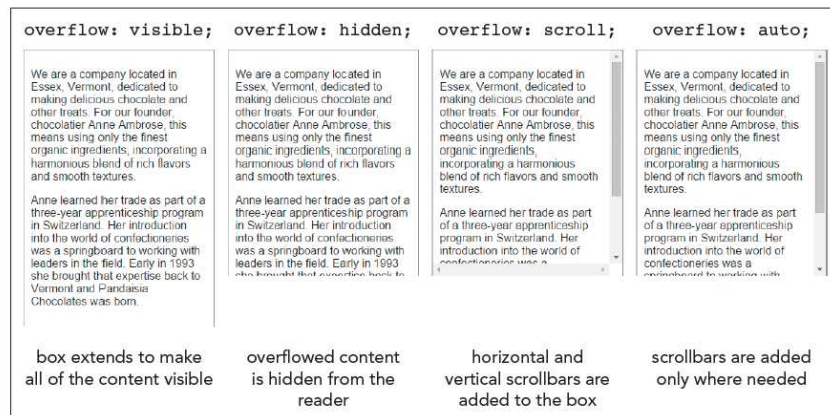 overflow: visible;
We are a company located in
Essex, Vermont, dedicated to
making delicious chocolate and
other treats. For our founder,
chocolatier Anne Ambrose, this
means using only the finest
organic ingredients, incorporating a
harmonious blend of rich flavors
and smooth textures.
Anne learned her trade as part of a
three-year apprenticeship program
in Switzerland. Her introduction
into the world of confectioneries
was a springboard to working with
leaders in the field. Early in 1993
she brought that expertise back to
Vermont and Pandaisia
Chocolates was born.
box extends to make
all of the content visible
overflow: hidden;
We are a company located in
Essex, Vermont, dedicated to
making delicious chocolate and
other treats. For our founder,
chocolatier Anne Ambrose, this
means using only the finest
organic ingredients, incorporating a
harmonious blend of rich flavors
and smooth textures.
Anne learned her trade as part of a
three-year apprenticeship program
in Switzerland. Her introduction
into the world of confectioneries
was a springboard to working with
leaders in the field. Early in 1993
she brought that expertise back to
overflowed content
is hidden from the
reader
overflow: scroll;
We are a company located in
Essex, Vermont, dedicated to
making delicious chocolate and
other treats. For our founder,
chocolatier Anne Ambrose, this
means using only the finest
organic ingredients,
incorporating a harmonious
blend of rich flavors and smooth
textures.
Anne learned her trade as part
of a three-year apprenticeship
program in Switzerland. Her
introduction into the world of
confectioneries was a
horizontal and
vertical scrollbars are
added to the box
overflow: auto;
We are a company located in
Essex, Vermont, dedicated to
making delicious chocolate and
other treats. For our founder,
chocolatier Anne Ambrose, this
means using only the finest
organic ingredients,
incorporating a harmonious
blend of rich flavors and smooth
textures.
Anne learned her trade as part
of a three-year apprenticeship
program in Switzerland. Her
introduction into the world of
confectioneries was a
springboard to working with
scrollbars are added
only where needed